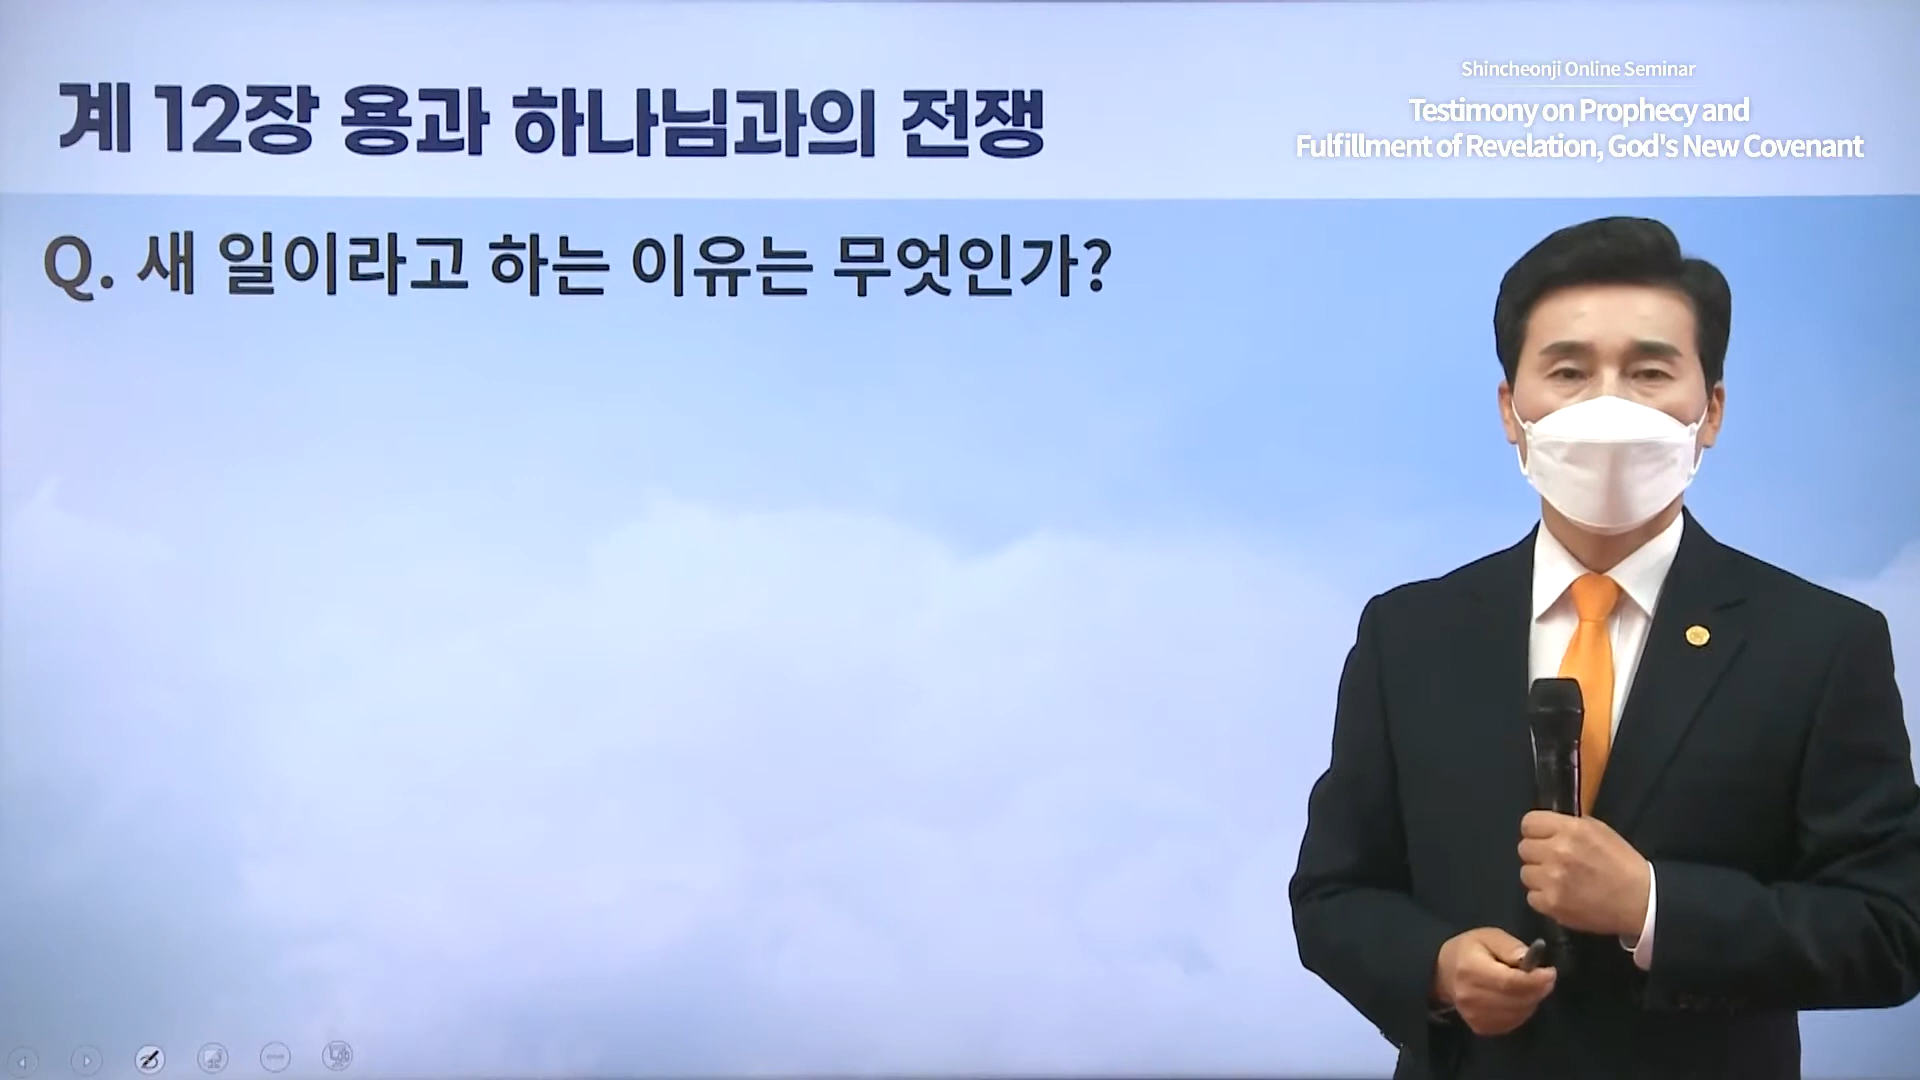 계 12장 용과 하나님과의 전쟁
Shincheonji Online Seminar
Testimony on Prophecy and
Fulfillment of Revelation, God's New Covenant
Q. 새 일이라고 하는 이유는 무엇인가?